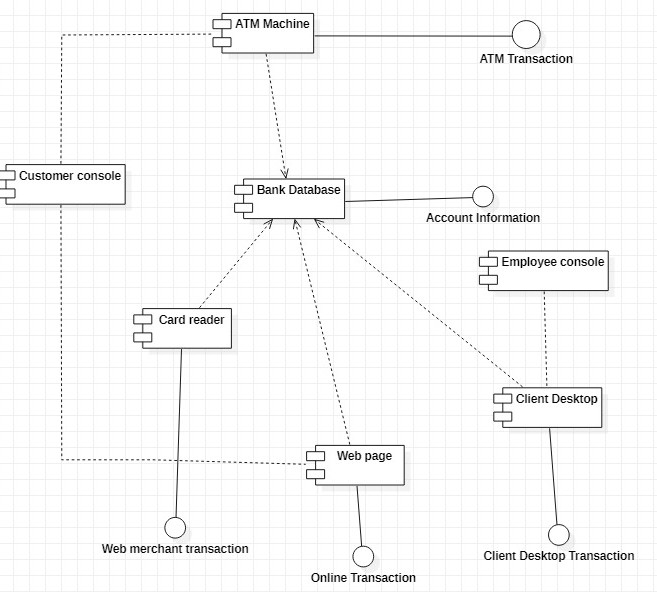 ATM Machine
ATM Transaction
Customer console
Bank Database
Account Information
Employee console
Card reader
Client Desktop
Web page
Web merchant transaction
Client Desktop Transaction
Online Transaction